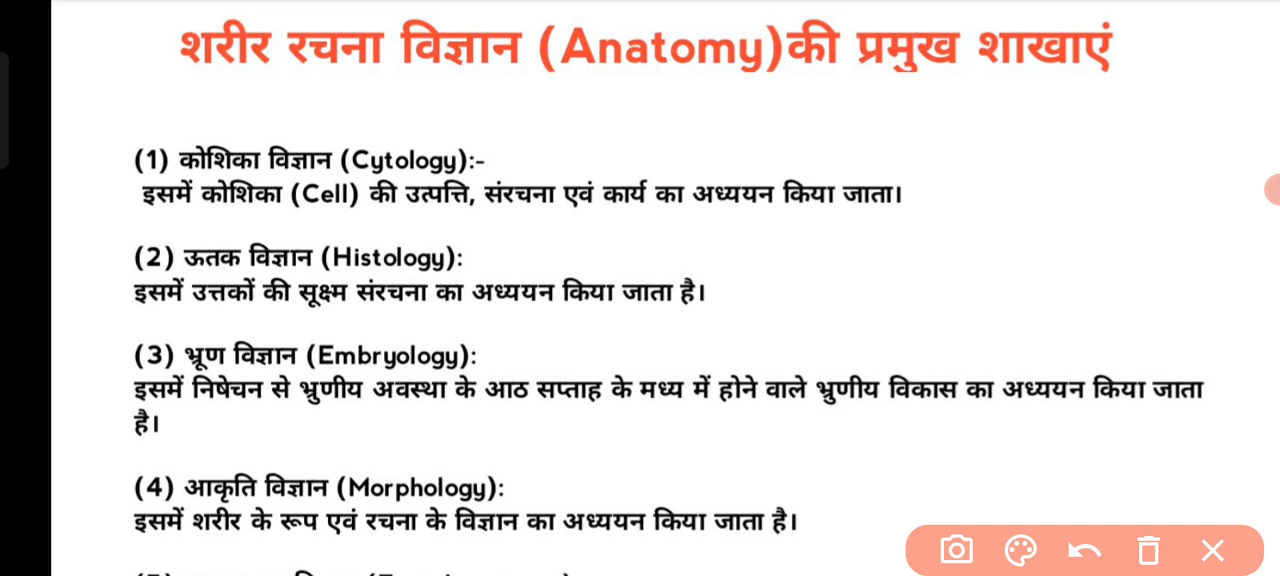 शरीर रचना विज्ञान (Anatomy)की प्रमुख शाखाएं
(1) कोशिका विज्ञान (Cytology):-
इसमें कोशिका (Cell) की उत्पत्ति, संरचना एवं कार्य का अध्ययन किया जाता।
(2) ऊतक विज्ञान (Histology):
इसमें उत्तकों की सूक्ष्म संरचना का अध्ययन किया जाता है।
(3) भ्रूण विज्ञान (Embryology):
इसमें निषेचन से भ्रुणीय अवस्था के आठ सप्ताह के मध्य में होने वाले भ्रुणीय विकास का अध्ययन किया जाता
है।
(4) आकृति विज्ञान (Morphology):
इसमें शरीर के रूप एवं रचना के विज्ञान का अध्ययन किया जाता है।